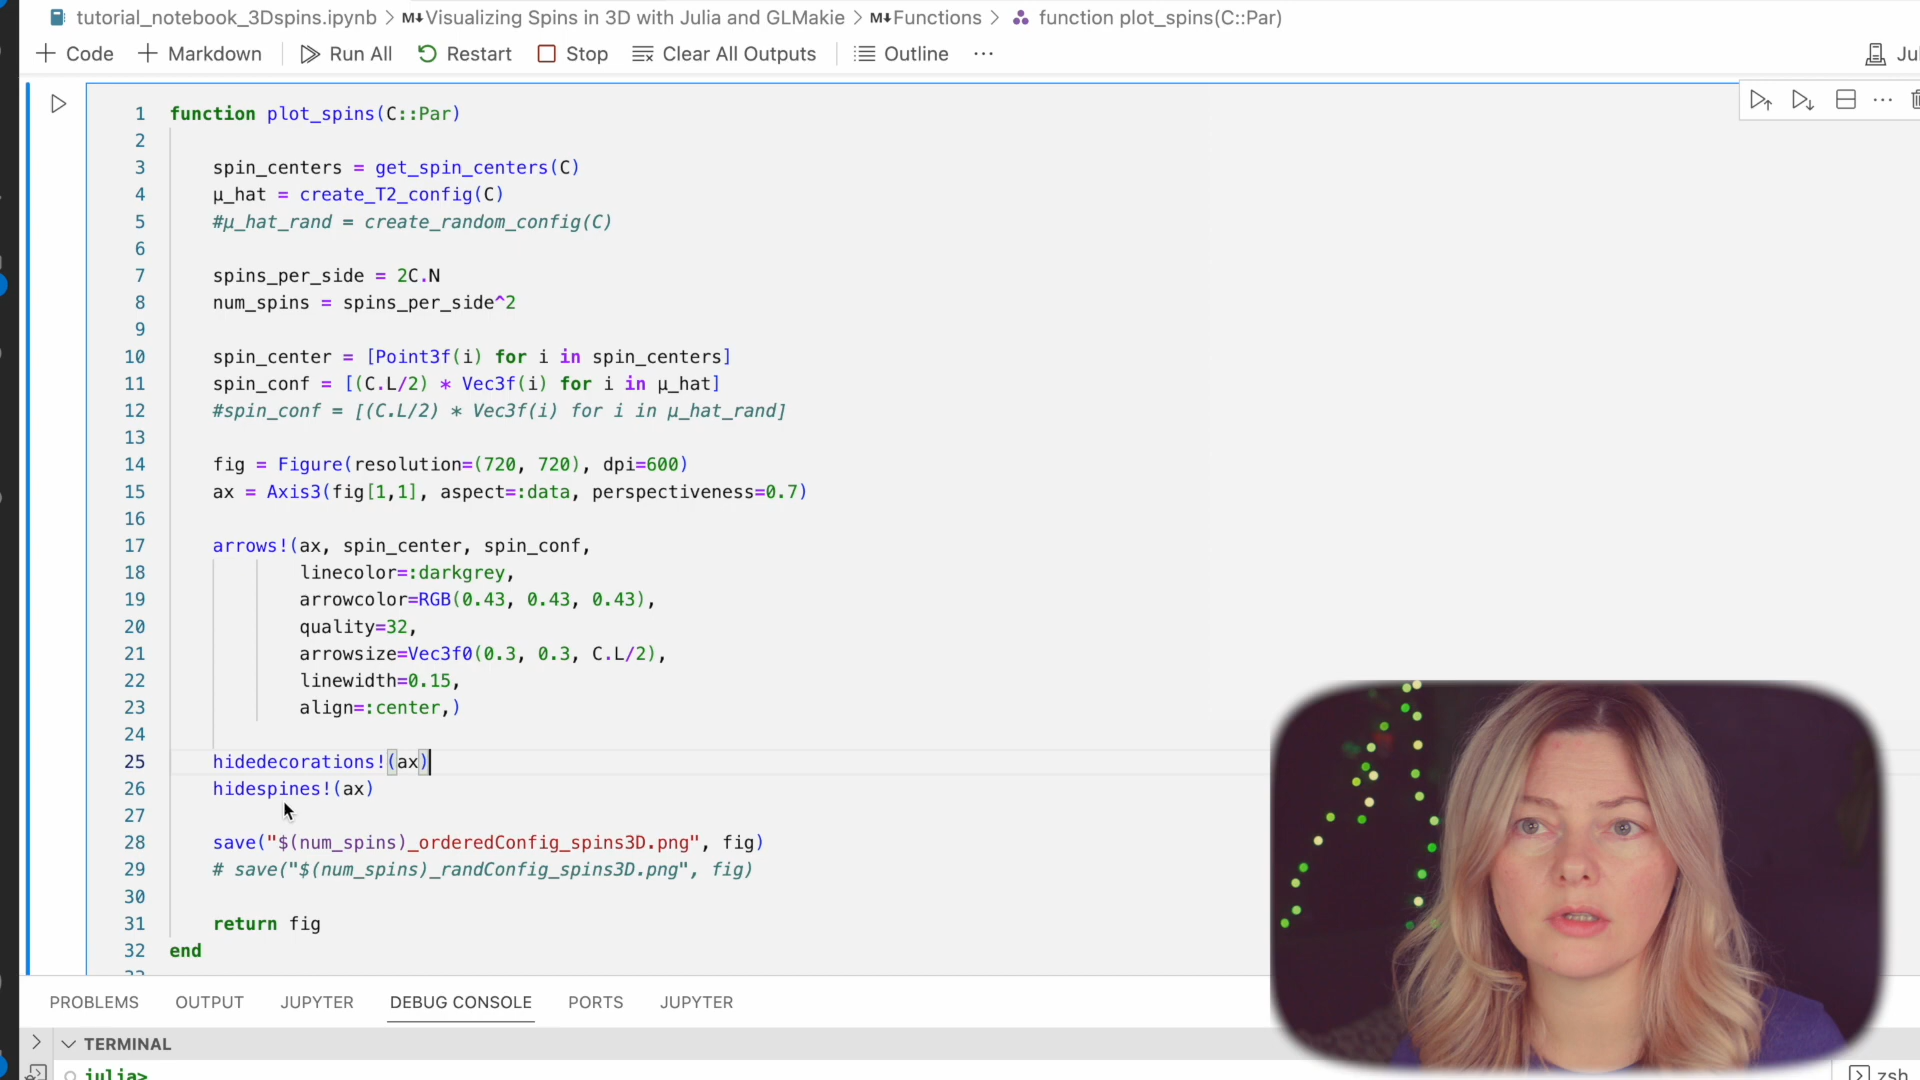 tutorial_notebook_3Dspins.ipynb > M↓Visualizing Spins in 3D with Julia and GLMakie > M↓Functions > function plot_spins(C::Par)
+ Code + Markdown Run All Restart Stop Clear All Outputs Outline ··· Jul
1 function plot_spins(C::Par)
2
3 spin_centers = get_spin_centers(C)
4 μ_hat = create_T2_config(C)
5 #μ_hat_rand = create_random_config(C)
6
7 spins_per_side = 2C.N
8 num_spins = spins_per_side^2
9
10 spin_center = [Point3f(i) for i in spin_centers]
11 spin_conf = [(C.L/2) * Vec3f(i) for i in μ_hat]
12 #spin_conf = [(C.L/2) * Vec3f(i) for i in μ_hat_rand]
13
14 fig = Figure(resolution=(720, 720), dpi=600)
15 ax = Axis3(fig[1,1], aspect=:data, perspectiveness=0.7)
16
17 arrows!(ax, spin_center, spin_conf,
18 linecolor=:darkgrey,
19 arrowcolor=RGB(0.43, 0.43, 0.43),
20 quality=32,
21 arrowsize=Vec3f0(0.3, 0.3, C.L/2),
22 linewidth=0.15,
23 align=:center,)
24
25 hidedecorations!(ax)
26 hidespines!(ax)
27
28 save("$(num_spins)_orderedConfig_spins3D.png", fig)
29 # save("$(num_spins)_randConfig_spins3D.png", fig)
30
31 return fig
32 end
PROBLEMS OUTPUT JUPYTER DEBUG CONSOLE PORTS JUPYTER
TERMINAL
julia> zsh